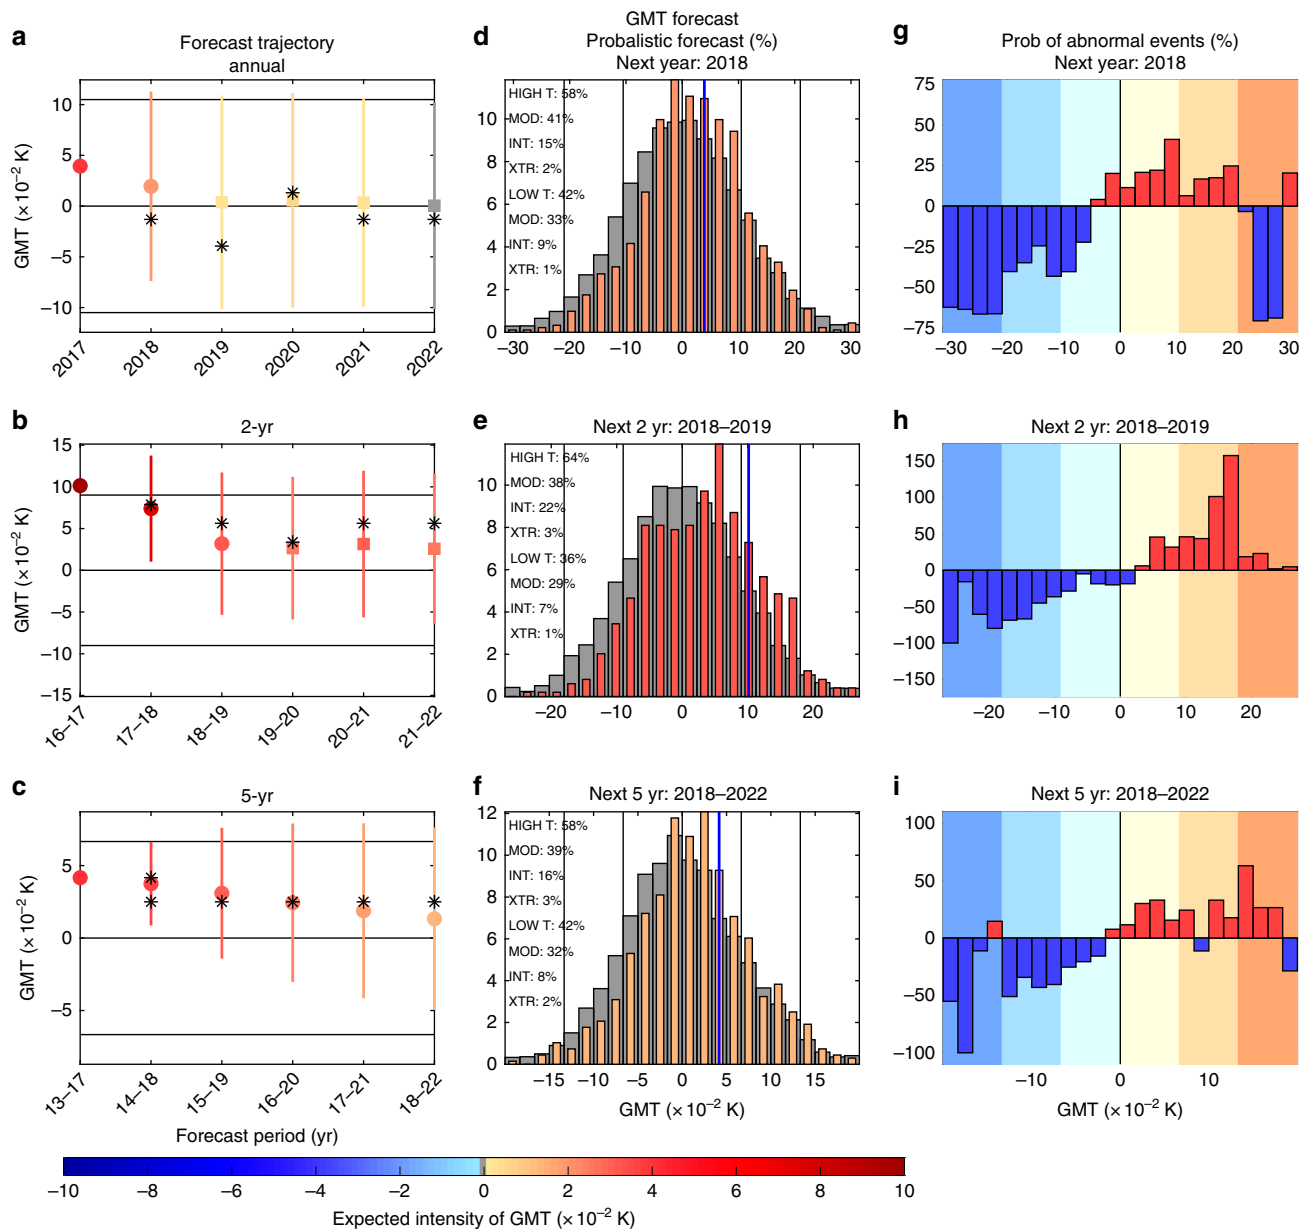 a
Forecast trajectory
annual
GMT (×10⁻² K)
10
5
0
−5
−10
2017
2018
2019
2020
2021
2022
d
GMT forecast
Probalistic forecast (%)
Next year: 2018
HIGH T: 58%
MOD: 41%
INT: 15%
XTR: 2%
LOW T: 42%
MOD: 33%
INT: 9%
XTR: 1%
10
8
6
4
2
0
−30
−20
−10
0
10
20
30
g
Prob of abnormal events (%)
Next year: 2018
75
50
25
0
−25
−50
−75
−30
−20
−10
0
10
20
30
b
2-yr
GMT (×10⁻² K)
15
10
5
0
−5
−10
−15
16–17
17–18
18–19
19–20
20–21
21–22
e
Next 2 yr: 2018–2019
HIGH T: 64%
MOD: 38%
INT: 22%
XTR: 3%
LOW T: 36%
MOD: 29%
INT: 7%
XTR: 1%
10
8
6
4
2
0
−20
−10
0
10
20
h
Next 2 yr: 2018–2019
150
100
50
0
−50
−100
−150
−20
−10
0
10
20
c
5-yr
GMT (×10⁻² K)
5
0
−5
13–17
14–18
15–19
16–20
17–21
18–22
Forecast period (yr)
f
Next 5 yr: 2018–2022
HIGH T: 58%
MOD: 39%
INT: 16%
XTR: 3%
LOW T: 42%
MOD: 32%
INT: 8%
XTR: 2%
12
10
8
6
4
2
0
−15
−10
−5
0
5
10
15
GMT (×10⁻² K)
i
Next 5 yr: 2018–2022
100
50
0
−50
−100
−10
0
10
GMT (×10⁻² K)
−10
−8
−6
−4
−2
0
2
4
6
8
10
Expected intensity of GMT (×10⁻² K)